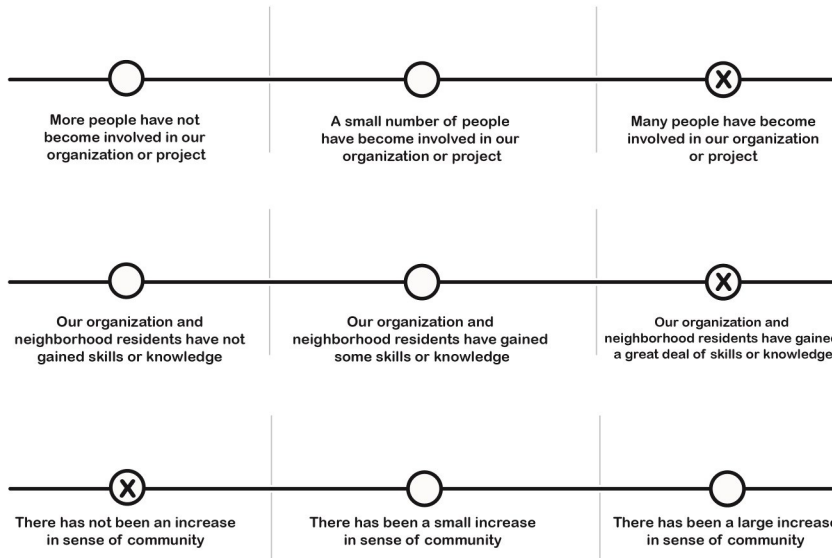 X
More people have not
become involved in our
organization or project
A small number of people
have become involved in our
organization or project
Many people have become
involved in our organization
or project
X
Our organization and
neighborhood residents have not
gained skills or knowledge
Our organization and
neighborhood residents have gained
some skills or knowledge
Our organization and
neighborhood residents have gained
a great deal of skills or knowledge
X
There has not been an increase
in sense of community
There has been a small increase
in sense of community
There has been a large increase
in sense of community